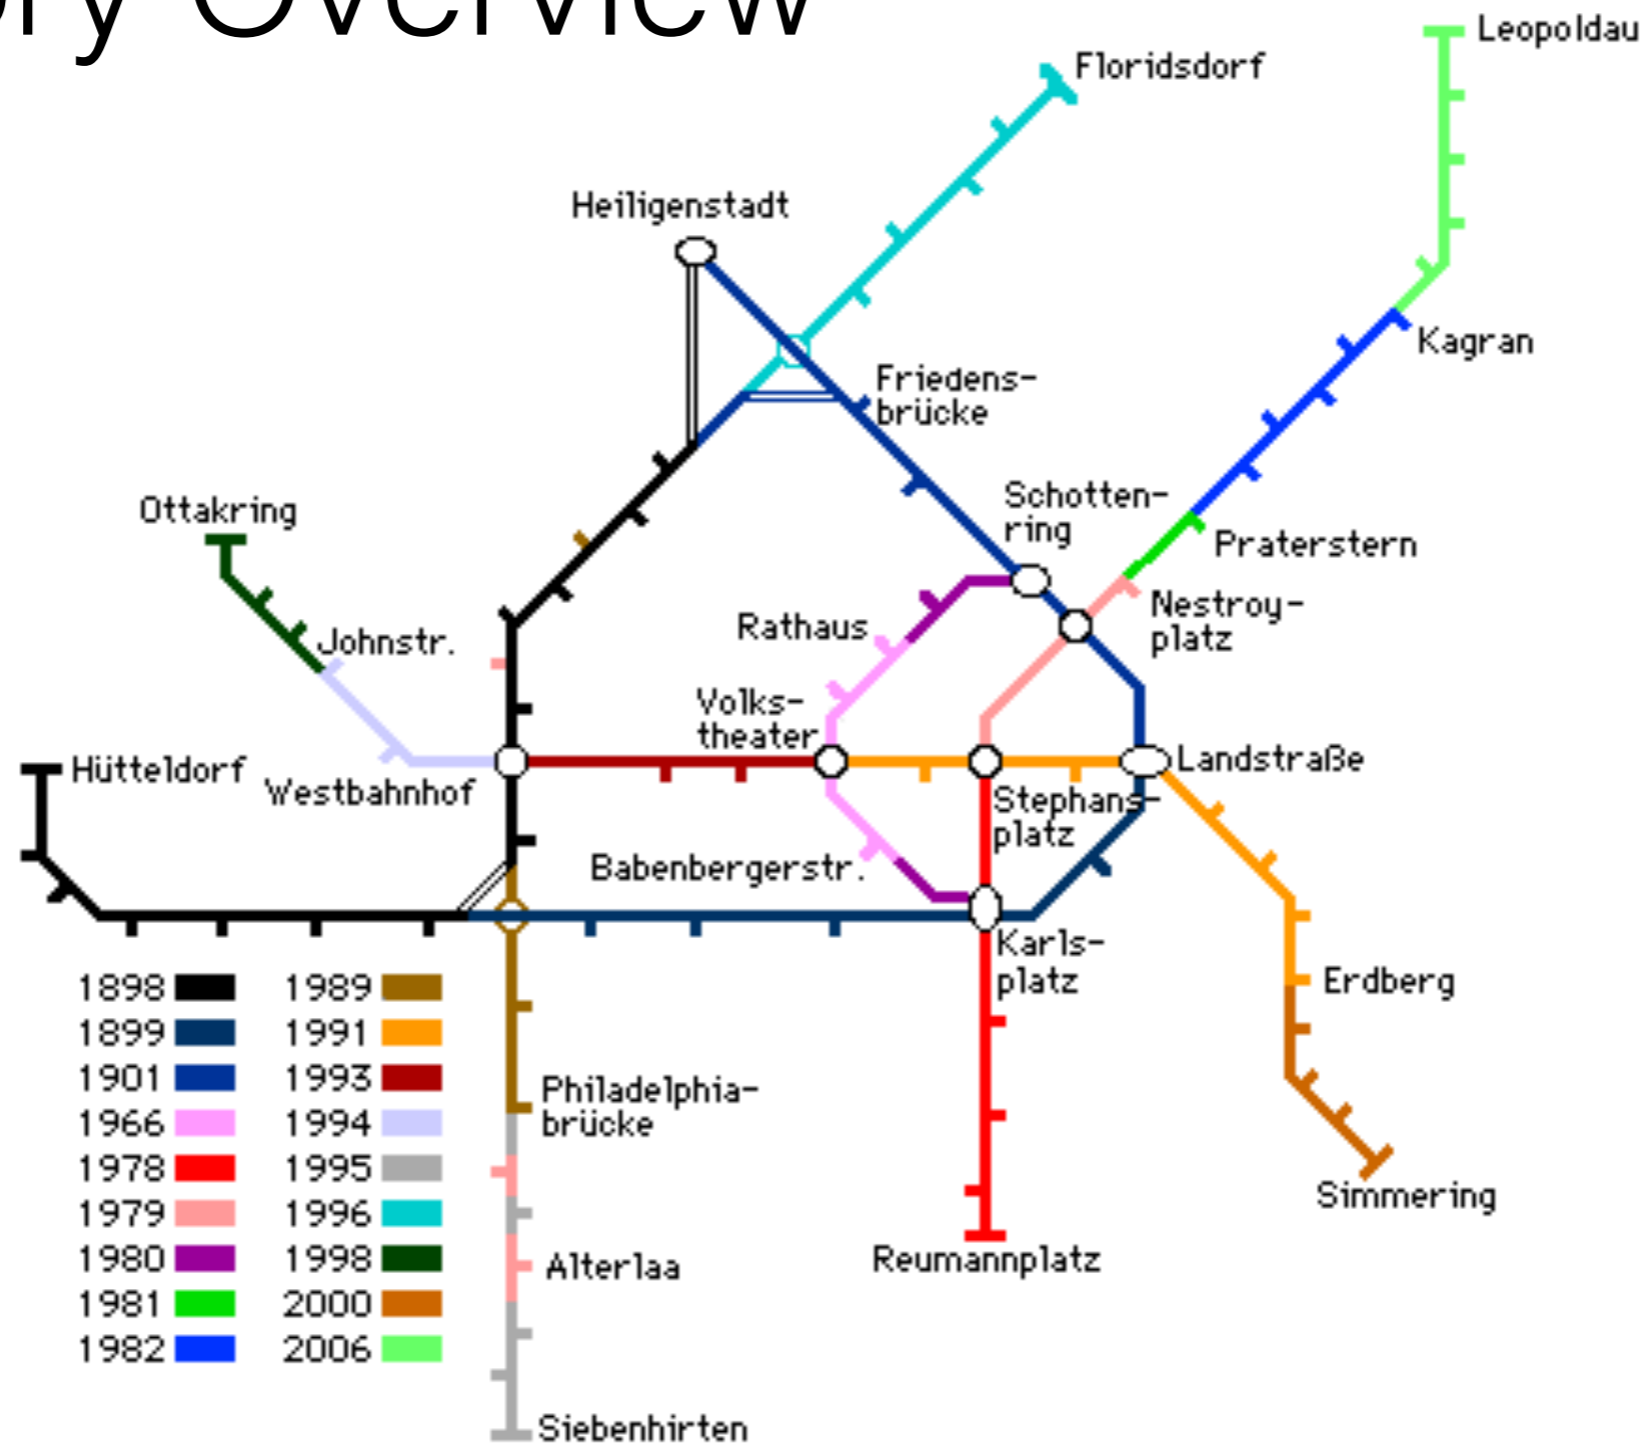 ory Overview
Leopoldau
Floridsdorf
Heiligenstadt
Kagran
Friedens-
brücke
Schotten-
ring
Ottakring
Praterstern
Nestroy-
platz
Rathaus
Johnstr.
Volks-
theater
Landstraße
Hütteldorf
Westbahnhof
Stephans-
platz
Babenbergerstr.
Karls-
platz
Erdberg
1898 1989
1899 1991
1901 1993
1966 1994
1978 1995
1979 1996
1980 1998
1981 2000
1982 2006
Philadelphia-
brücke
Simmering
Reumannplatz
Alterlaa
Siebenhirten